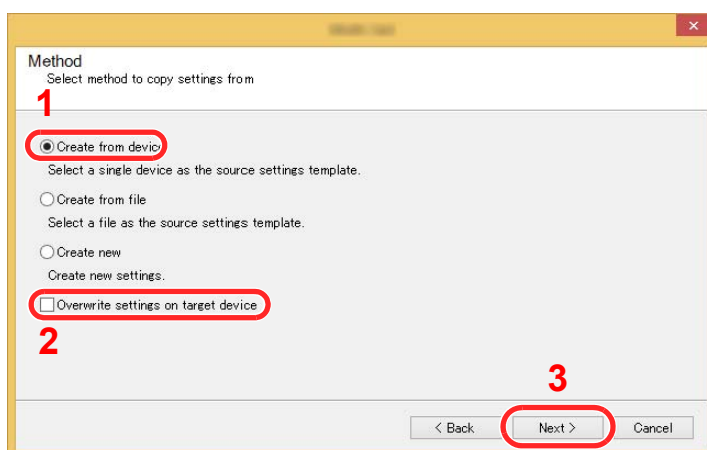 Method
Select method to copy settings from
1
Create from device
Select a single device as the source settings template.
Create from file
Select a file as the source settings template.
Create new
Create new settings.
Overwrite settings on target device
2
3
< Back Next > Cancel